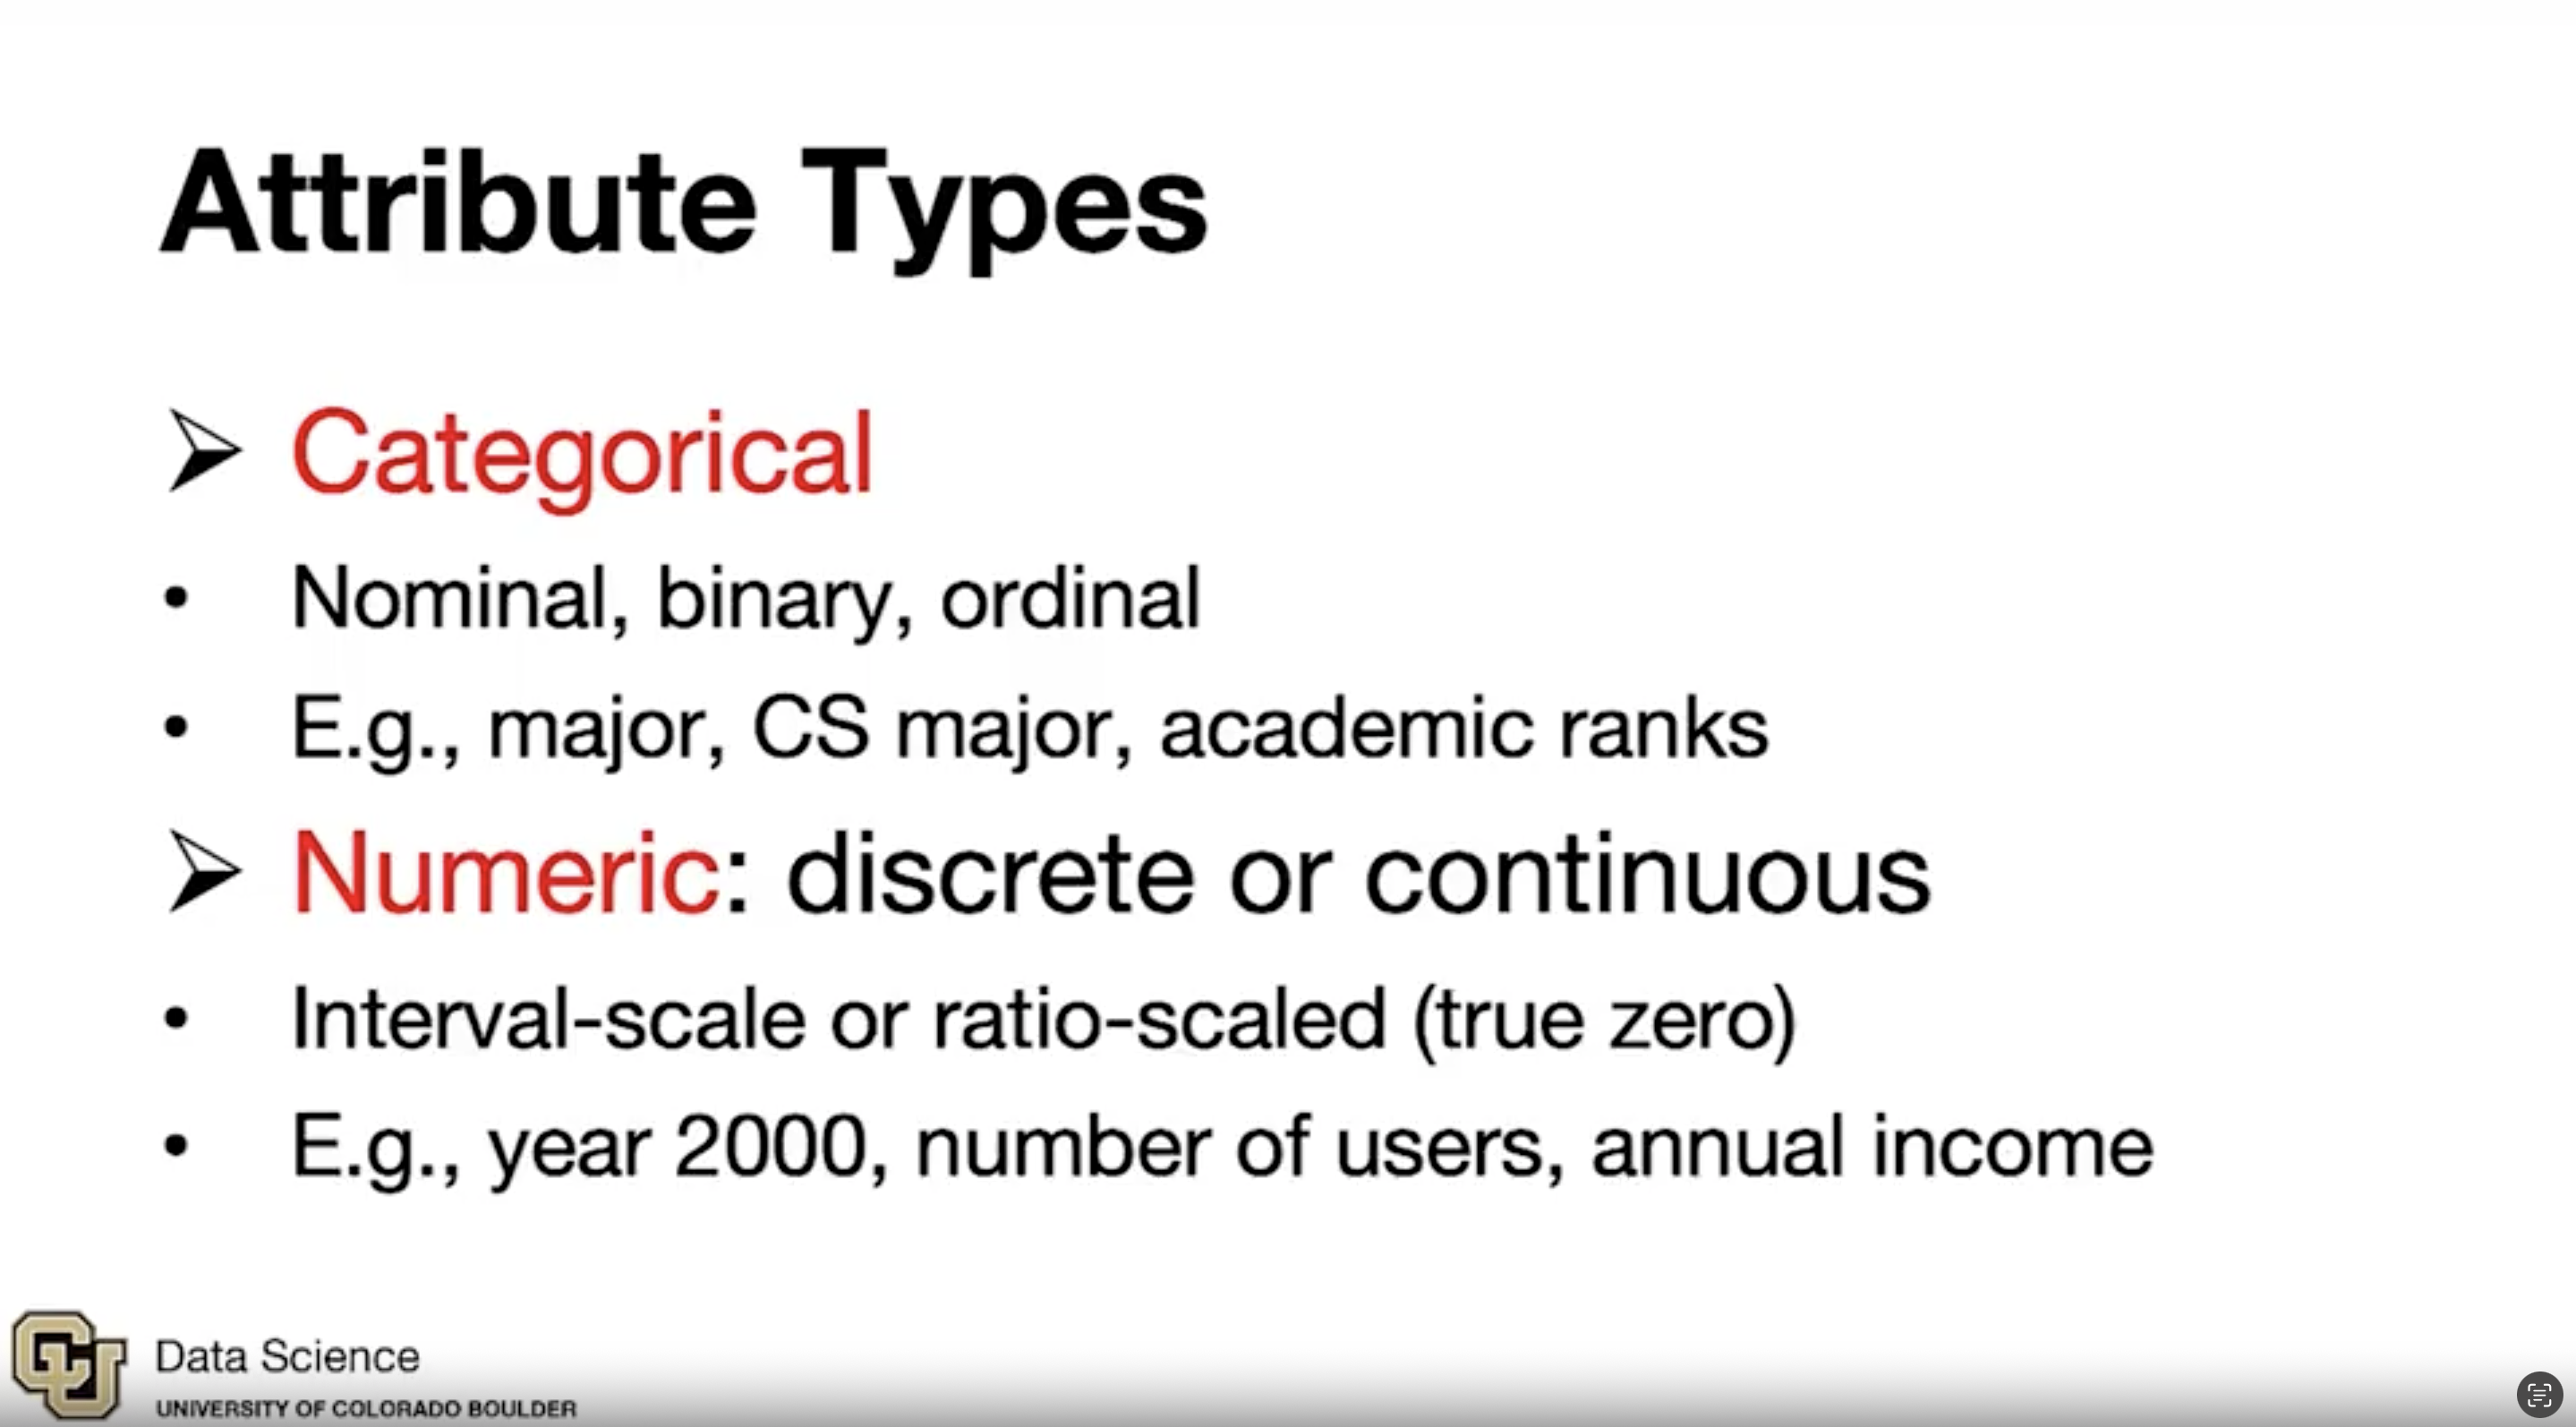 Attribute Types
➢ Categorical
• Nominal, binary, ordinal
• E.g., major, CS major, academic ranks
➢ Numeric: discrete or continuous
• Interval-scale or ratio-scaled (true zero)
• E.g., year 2000, number of users, annual income
CU
Data Science
UNIVERSITY OF COLORADO BOULDER